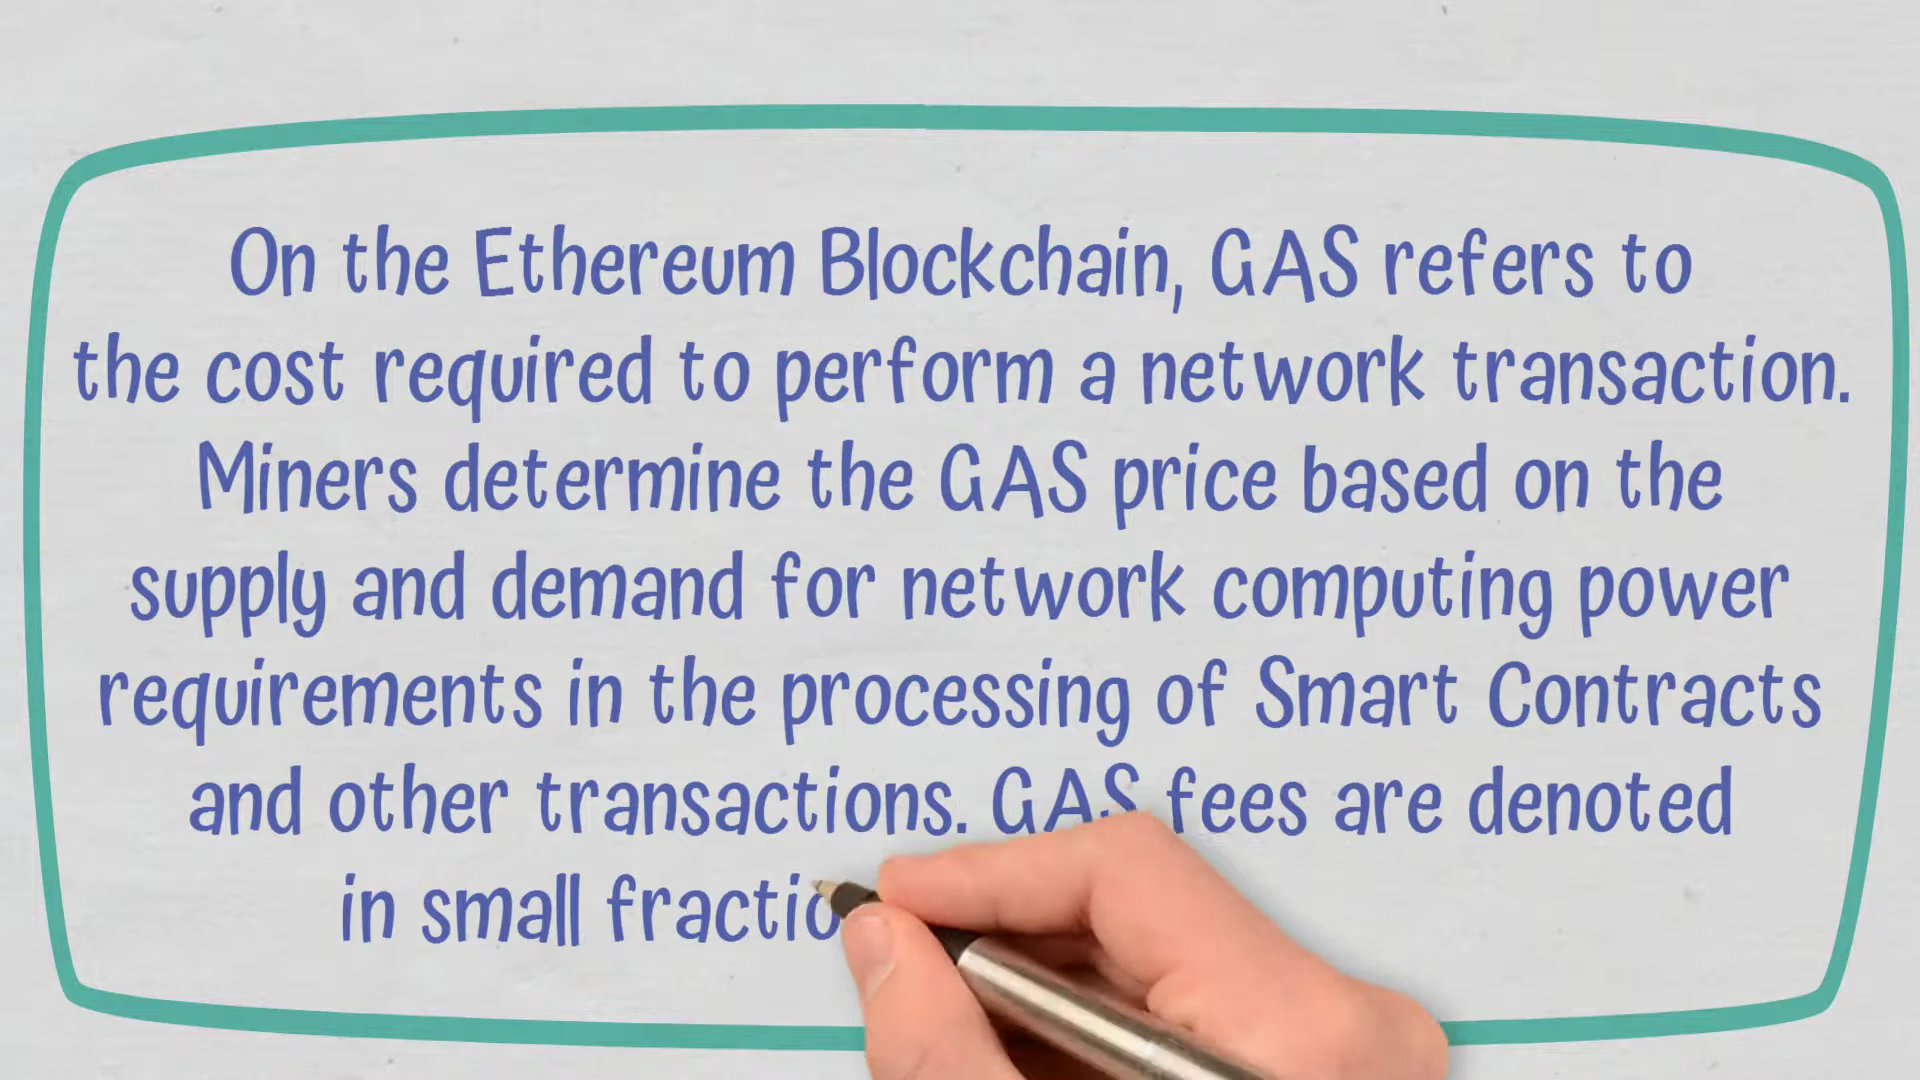 On the Ethereum Blockchain, GAS refers to
the cost required to perform a network transaction.
Miners determine the GAS price based on the
supply and demand for network computing power
requirements in the processing of Smart Contracts
and other transactions. GAS fees are denoted
in small fractio